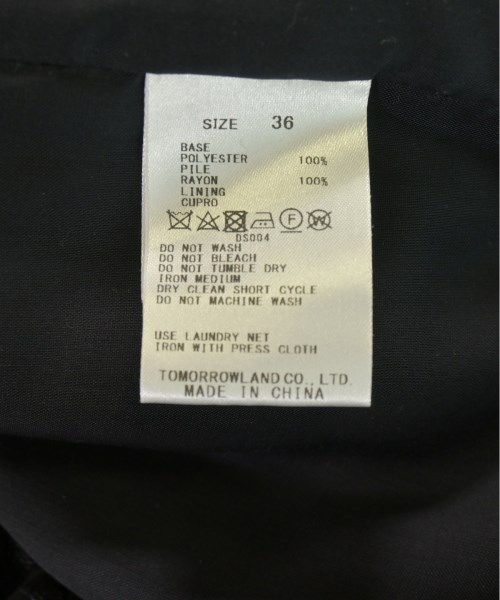 SIZE 36
BASE
POLYESTER 100%
PILE
RAYON 100%
LINING
CUPRO
F W
DS004
DO NOT WASH
DO NOT BLEACH
DO NOT TUMBLE DRY
IRON MEDIUM
DRY CLEAN SHORT CYCLE
DO NOT MACHINE WASH
USE LAUNDRY NET
IRON WITH PRESS CLOTH
TOMORROWLAND CO., LTD.
MADE IN CHINA